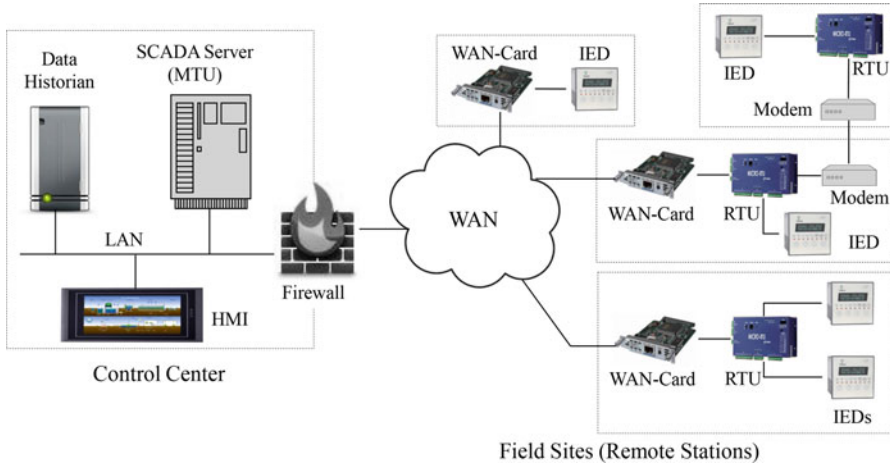 Data
Historian
SCADA Server
(MTU)
LAN
HMI
Control Center
Firewall
WAN
WAN-Card
IED
IED
RTU
Modem
WAN-Card
RTU
Modem
IED
WAN-Card
RTU
IEDs
Field Sites (Remote Stations)